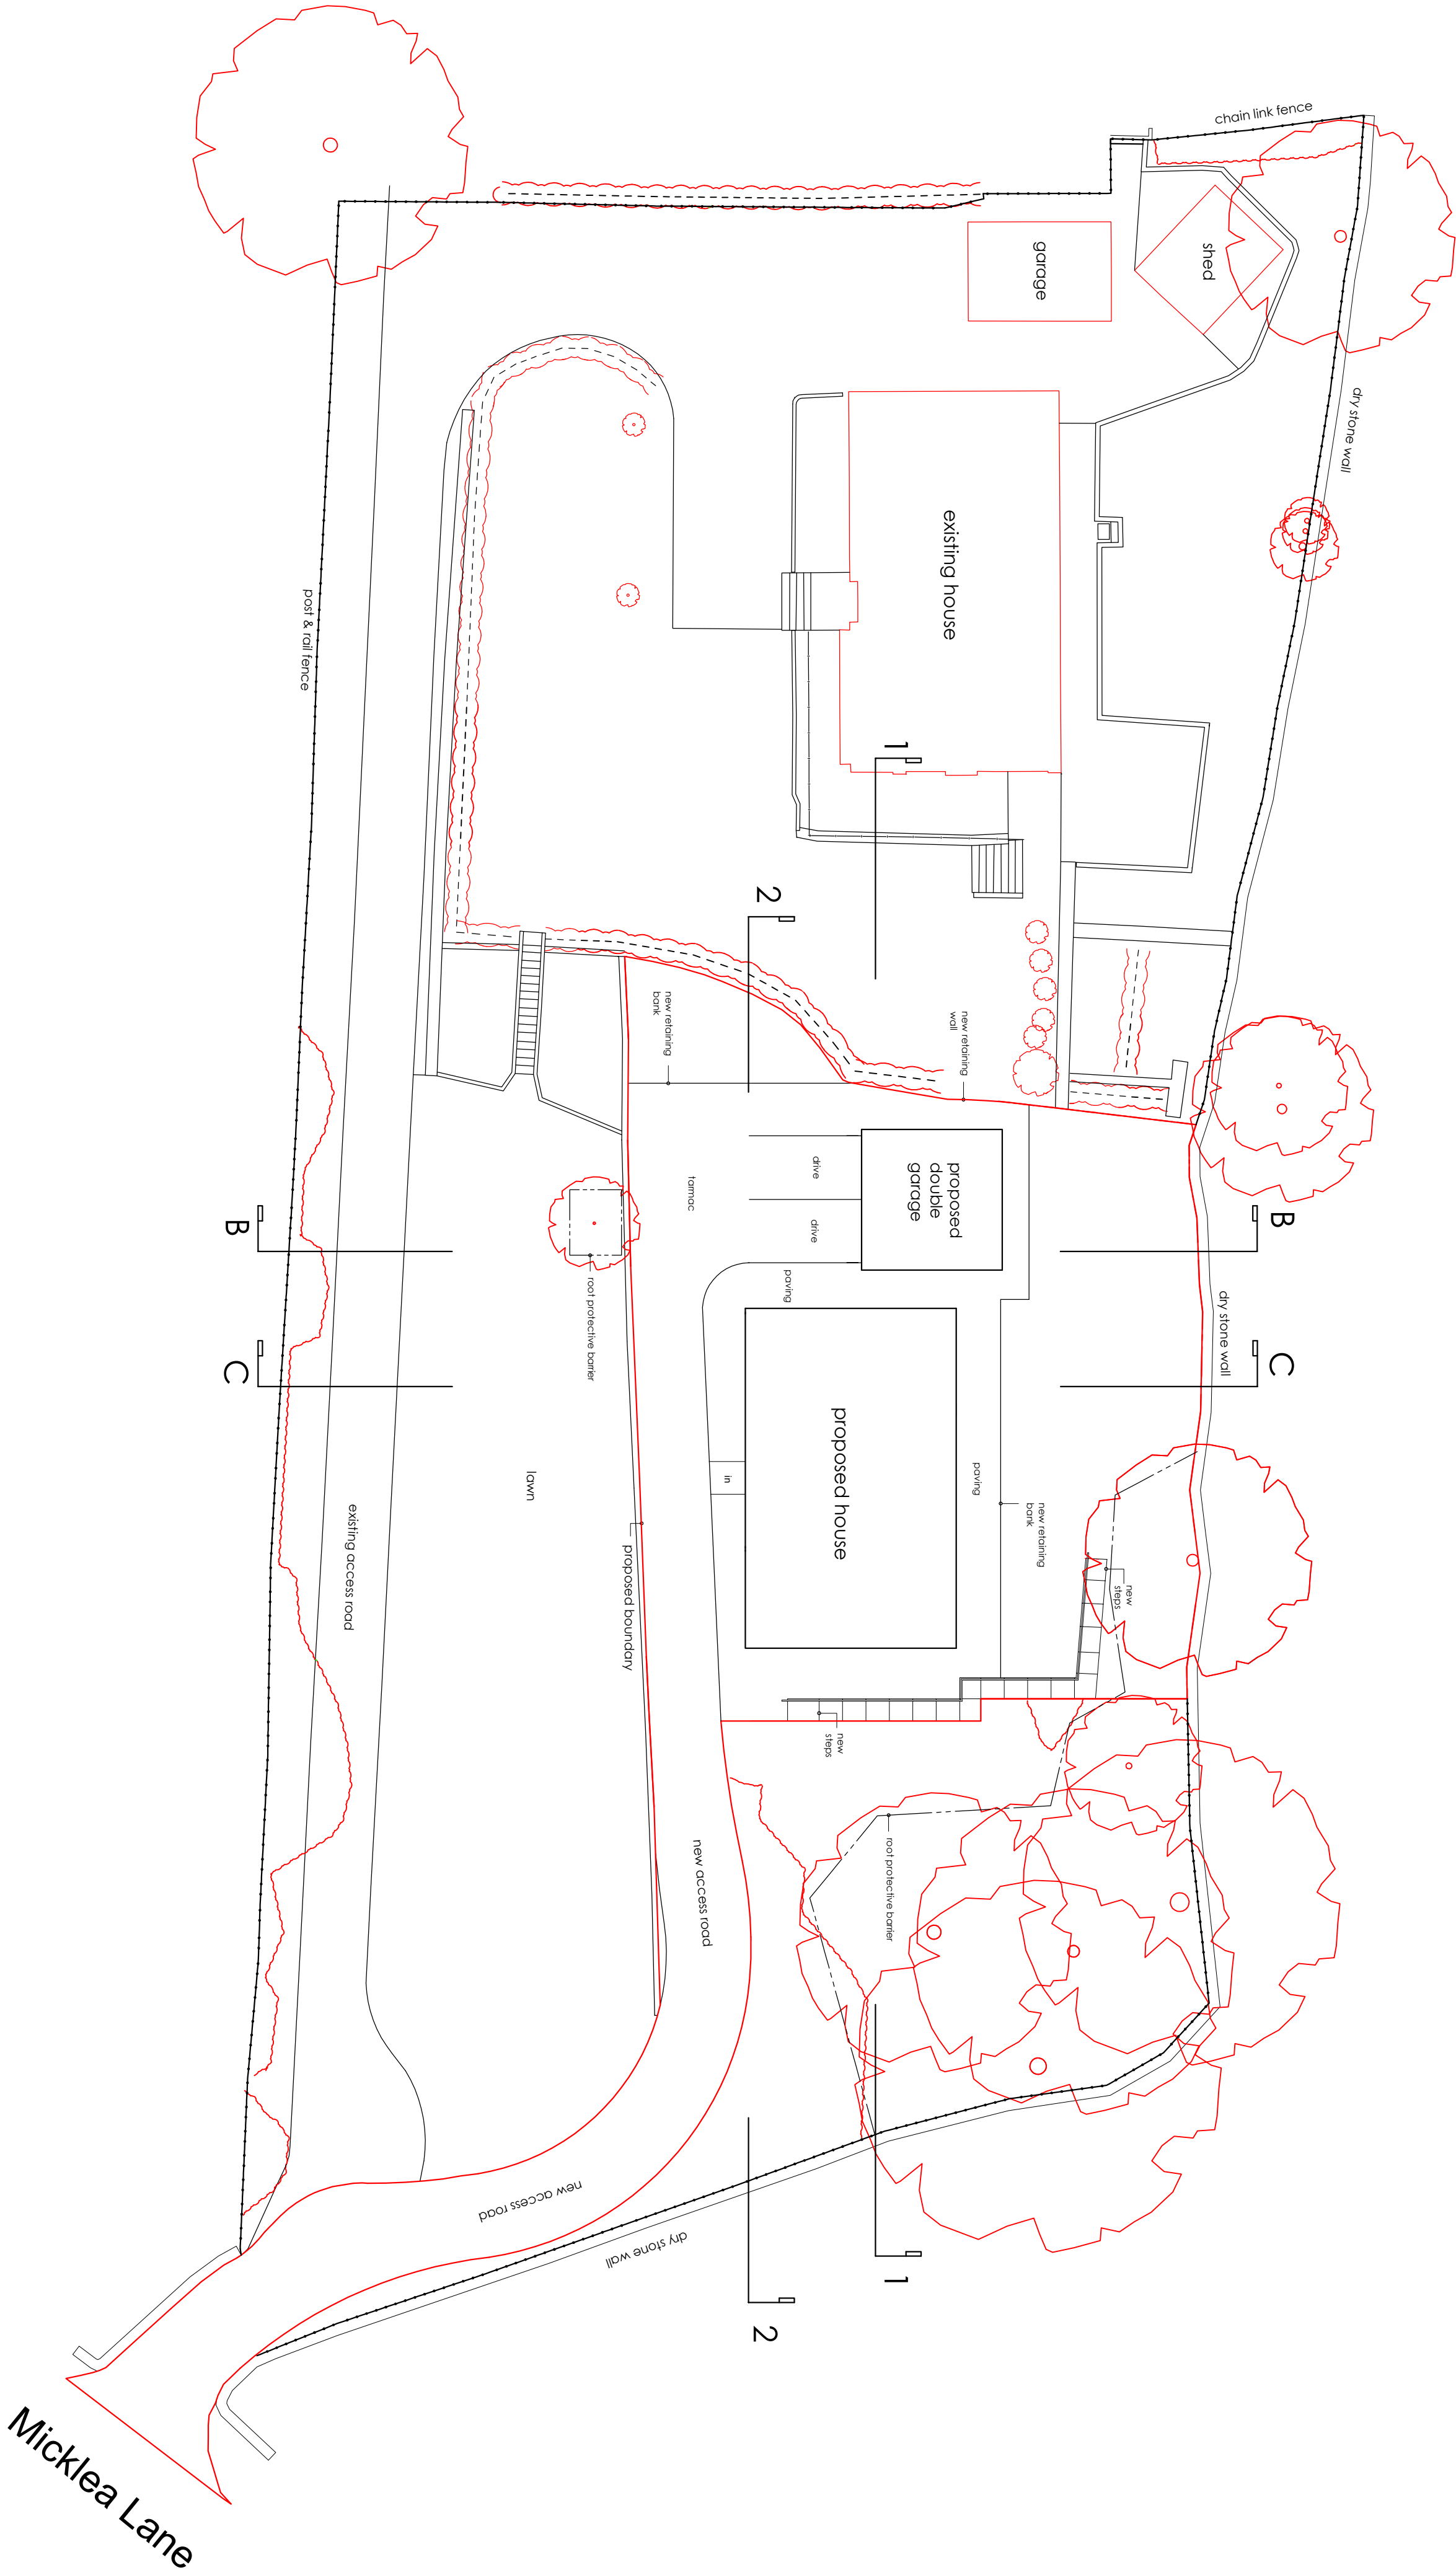 chain link fence
shed
garage
dry stone wall
existing house
post & rail fence
1
2
new retaining
bank
new retaining
wall
proposed
double
garage
drive
drive
tarmac
paving
B
B
root protective barrier
dry stone wall
C
C
proposed house
in
paving
new retaining
bank
lawn
existing access road
proposed boundary
new
steps
new
steps
root protective barrier
new access road
new access road
dry stone wall
1
2
Micklea Lane